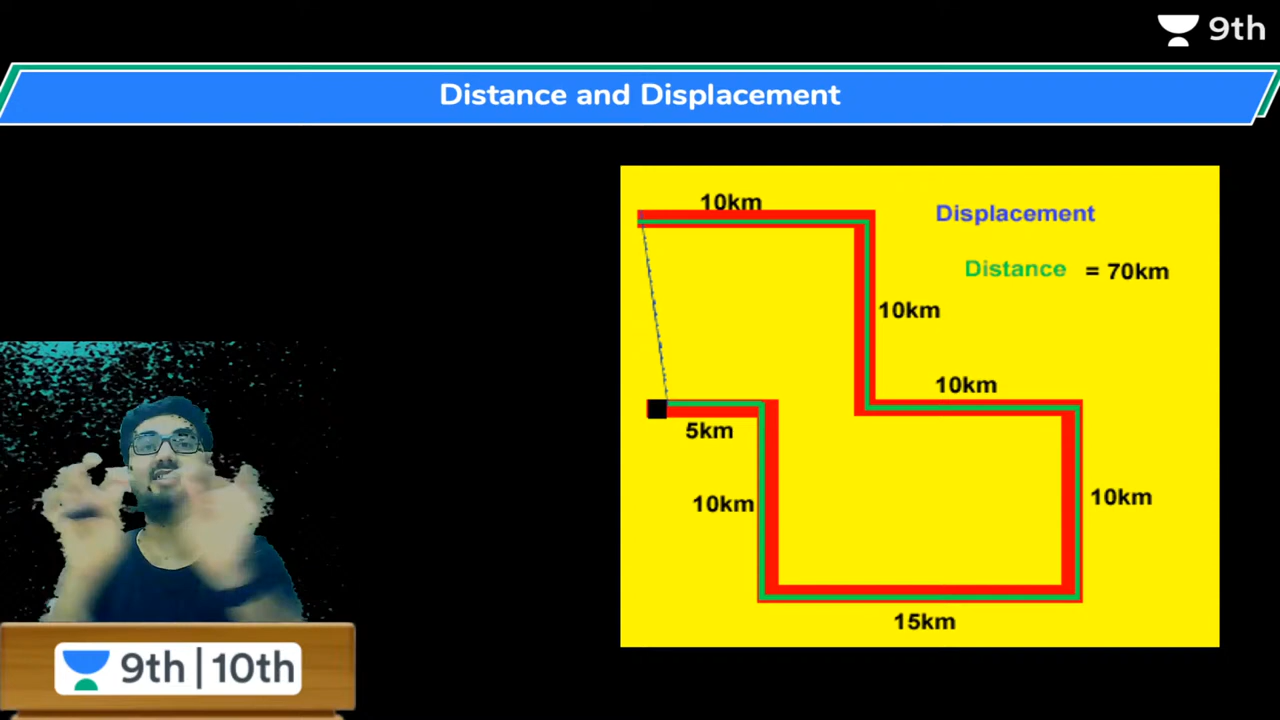 9th
Distance and Displacement
10km
Displacement
Distance = 70km
10km
10km
5km
10km
10km
15km
9th|10th